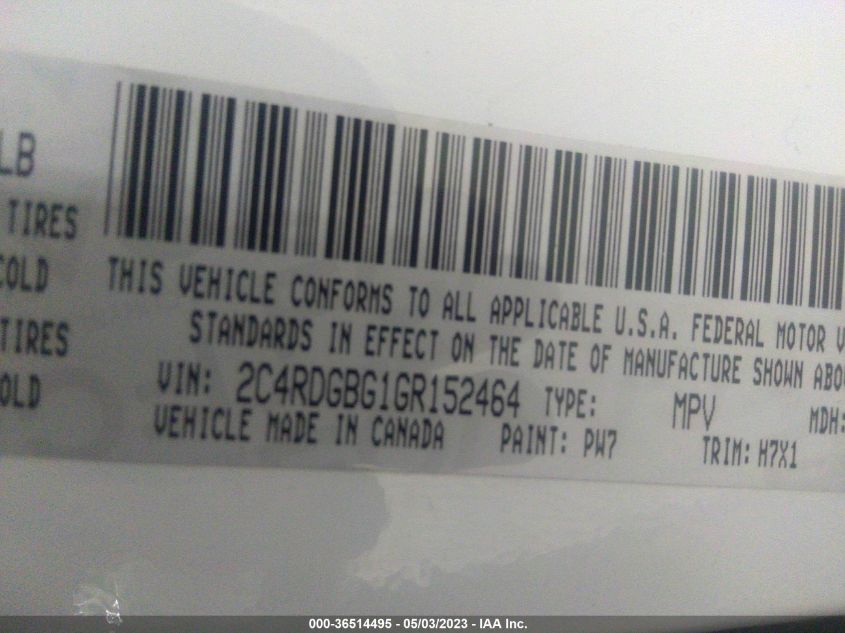 LB
TIRES
COLD
TIRES
OLD
THIS VEHICLE CONFORMS TO ALL APPLICABLE U.S.A. FEDERAL MOTOR V
STANDARDS IN EFFECT ON THE DATE OF MANUFACTURE SHOWN ABO
VIN: 2C4RDGBG1GR152464 TYPE: MPV MDH:
VEHICLE MADE IN CANADA PAINT: PW7 TRIM: H7X1
000-36514495 - 05/03/2023 - IAA Inc.